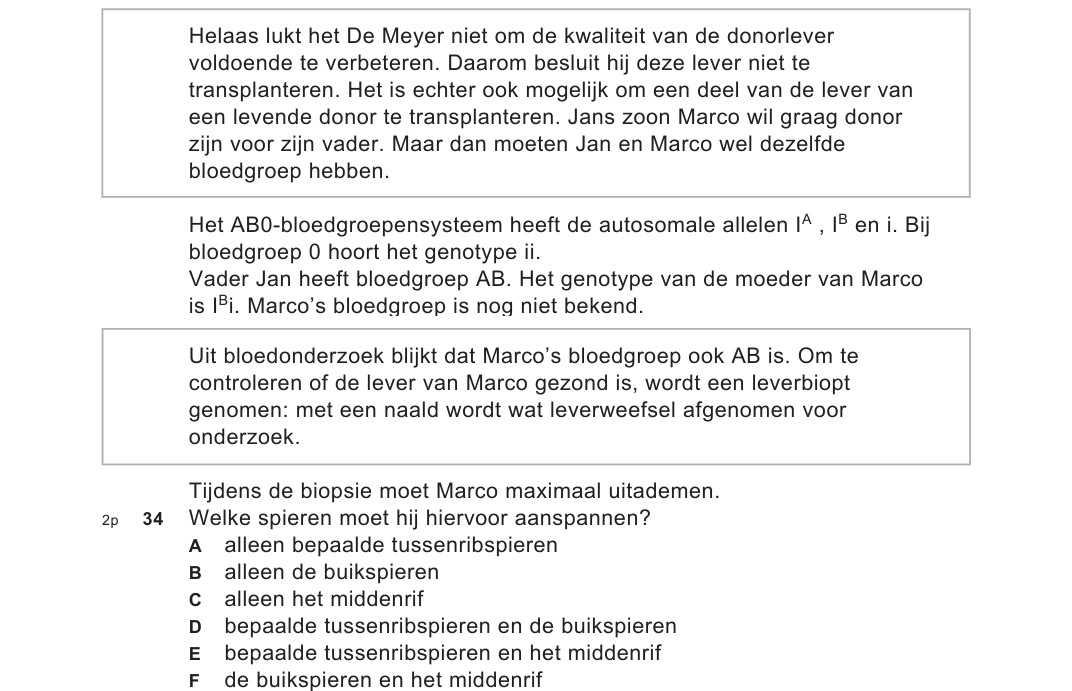 Helaas lukt het De Meyer niet om de kwaliteit van de donorlever
voldoende te verbeteren. Daarom besluit hij deze lever niet te
transplanteren. Het is echter ook mogelijk om een deel van de lever van
een levende donor te transplanteren. Jans zoon Marco wil graag donor
zijn voor zijn vader. Maar dan moeten Jan en Marco wel dezelfde
bloedgroep hebben.
Het AB0-bloedgroepensysteem heeft de autosomale allelen Iᴬ , Iᴮ en i. Bij
bloedgroep 0 hoort het genotype ii.
Vader Jan heeft bloedgroep AB. Het genotype van de moeder van Marco
is Iᴮi. Marco’s bloedgroep is nog niet bekend.
Uit bloedonderzoek blijkt dat Marco’s bloedgroep ook AB is. Om te
controleren of de lever van Marco gezond is, wordt een leverbiopt
genomen: met een naald wordt wat leverweefsel afgenomen voor
onderzoek.
Tijdens de biopsie moet Marco maximaal uitademen.
2p 34 Welke spieren moet hij hiervoor aanspannen?
A alleen bepaalde tussenribspieren
B alleen de buikspieren
C alleen het middenrif
D bepaalde tussenribspieren en de buikspieren
E bepaalde tussenribspieren en het middenrif
F de buikspieren en het middenrif